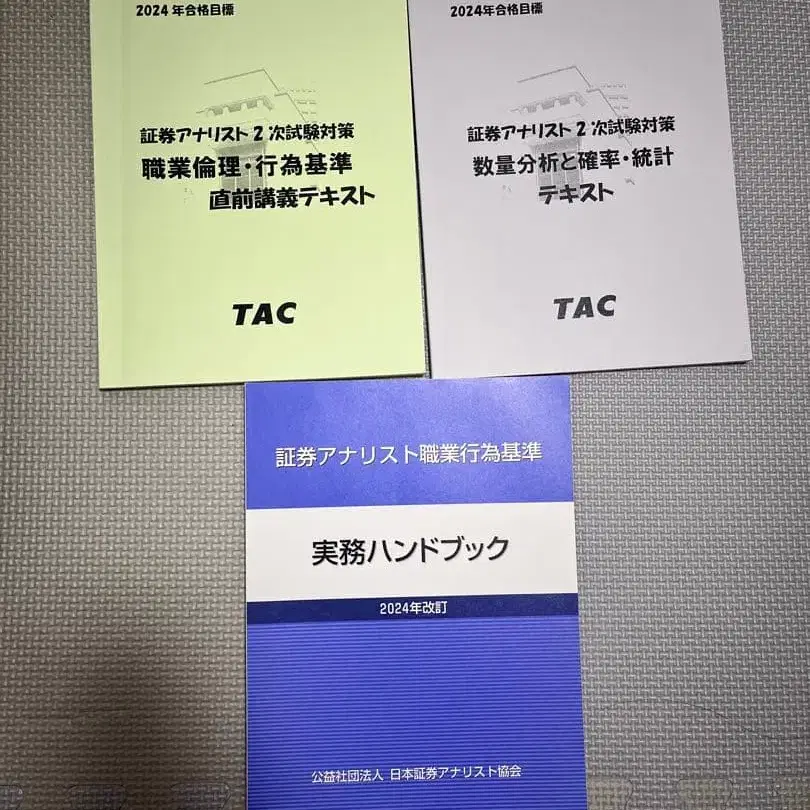 2024年合格目標
証券アナリスト2次試験対策
職業倫理・行為基準
直前講義テキスト
TAC
2024年合格目標
証券アナリスト2次試験対策
数量分析と確率・統計
テキスト
TAC
証券アナリスト職業行為基準
実務ハンドブック
2024年改訂
公益社団法人 日本証券アナリスト協会